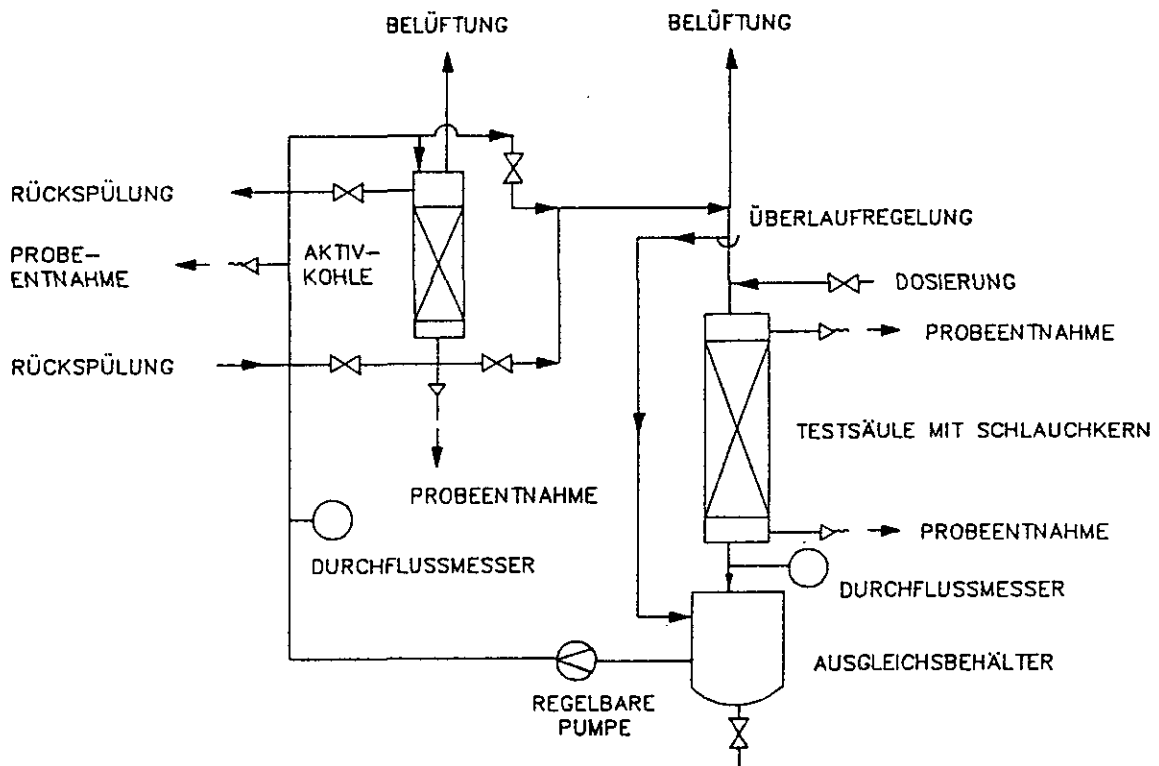 BELÜFTUNG
BELÜFTUNG
RÜCKSPÜLUNG
ÜBERLAUFREGELUNG
PROBE-
ENTNAHME
AKTIV-
KOHLE
DOSIERUNG
PROBEENTNAHME
RÜCKSPÜLUNG
TESTSÄULE MIT SCHLAUCHKERN
PROBEENTNAHME
PROBEENTNAHME
DURCHFLUSSMESSER
DURCHFLUSSMESSER
AUSGLEICHSBEHÄLTER
REGELBARE
PUMPE